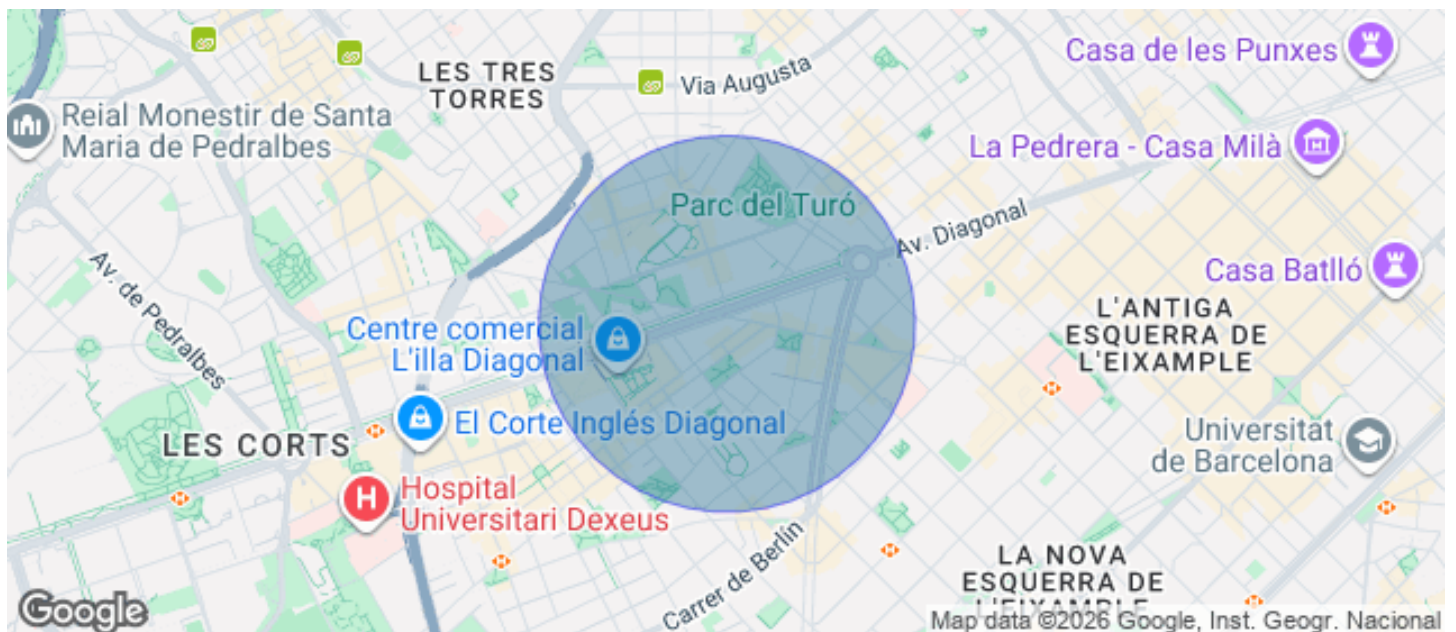 Casa de les Punxes
LES TRES
TORRES
Via Augusta
Reial Monestir de Santa
Maria de Pedralbes
La Pedrera - Casa Milà
Parc del Turó
Av. Diagonal
Av. de Pedralbes
Casa Batlló
L'ANTIGA
ESQUERRA DE
L'EIXAMPLE
Centre comercial
L'illa Diagonal
El Corte Inglés Diagonal
LES CORTS
Universitat
de Barcelona
Hospital
Universitari Dexeus
Carrer de Berlín
LA NOVA
ESQUERRA DE
L'EIXAMPLE
Google
Map data ©2026 Google, Inst. Geogr. Nacional